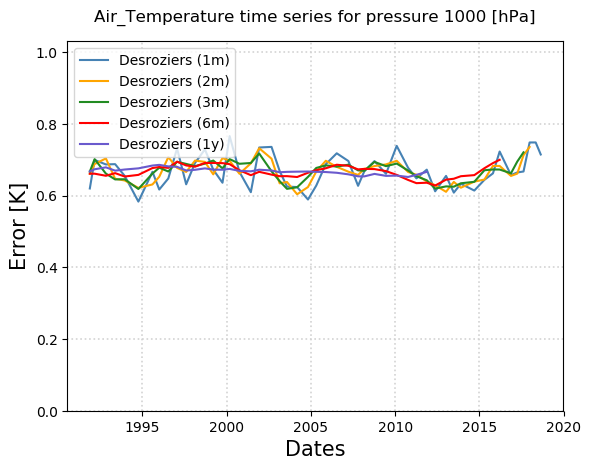 Air_Temperature time series for pressure 1000 [hPa]
Desroziers (1m)
Desroziers (2m)
Desroziers (3m)
Desroziers (6m)
Desroziers (1y)
1.0
0.8
0.6
0.4
0.2
0.0
Error [K]
1995 2000 2005 2010 2015 2020
Dates